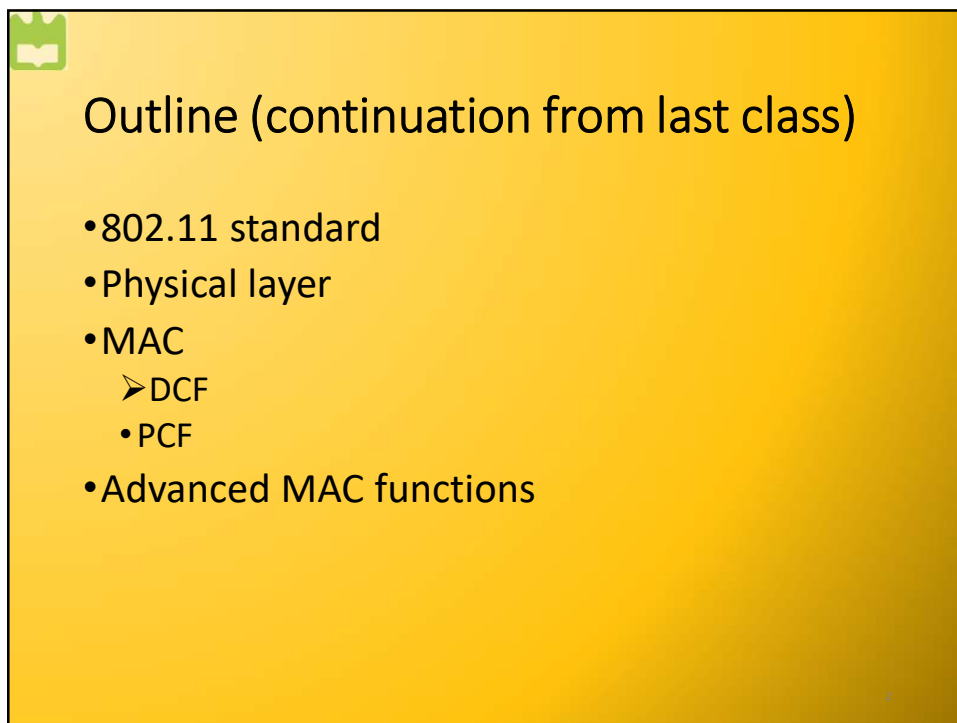 Outline (continuation from last class)
•802.11 standard
•Physical layer
•MAC
➢DCF
•PCF
•Advanced MAC functions